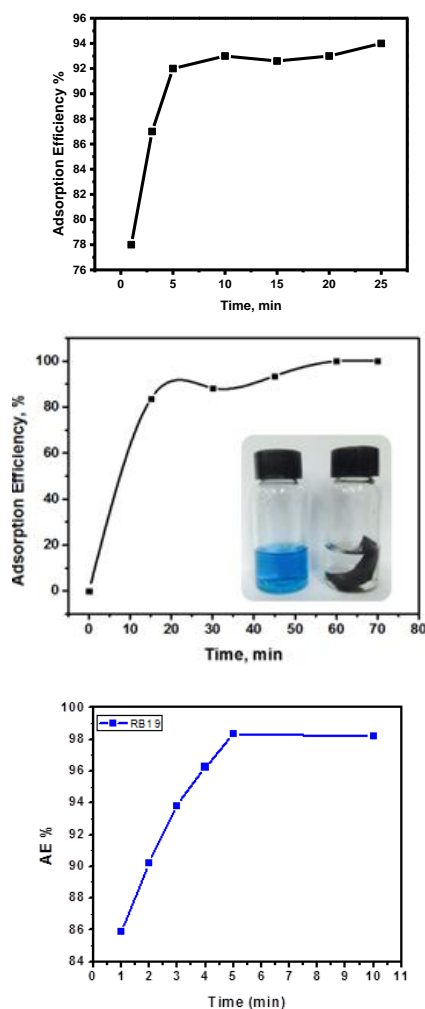 96
94
92
90
88
86
84
82
80
78
76
Adsorption Efficiency %
0 5 10 15 20 25
Time, min
100
80
60
40
20
0
Adsorption Efficiency, %
0 10 20 30 40 50 60 70 80
Time, min
100
98
96
94
92
90
88
86
84
AE %
RB19
0 1 2 3 4 5 6 7 8 9 10 11
Time (min)